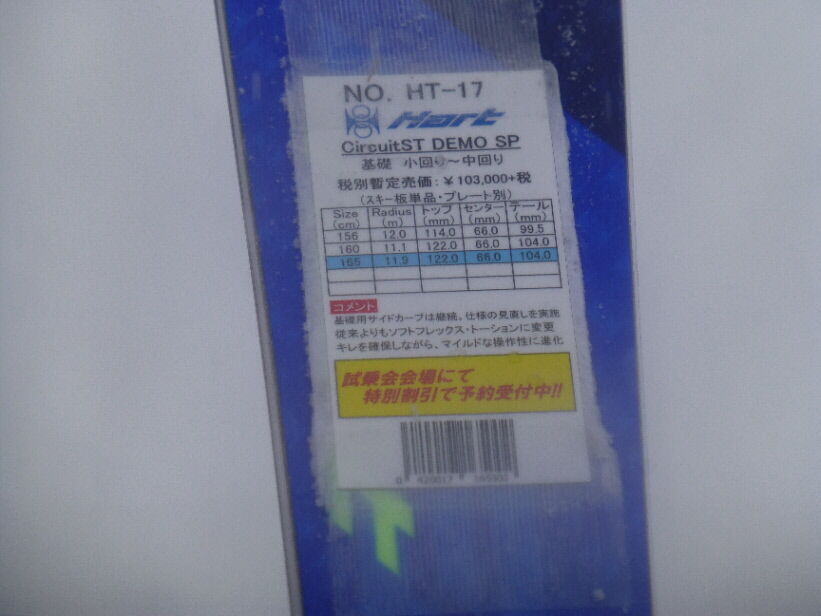 NO. HT-17
Hart
CircuitST DEMO SP
基礎 小回り～中回り
税別暫定売価：￥103,000+税
(スキー板単品・プレート別)
Size (cm) Radius (m) トップ (mm) センター (mm) テール (mm)
156 12.0 114.0 66.0 99.5
160 11.1 122.0 66.0 104.0
165 11.9 122.0 66.0 104.0
コメント
基礎用サイドカーブは継続。仕様の見直しを実施
従来よりもソフトフレックス・トーションに変更
キレを確保しながら、マイルドな操作性に進化
試乗会会場にて
特別割引で予約受付中!!
0 420017